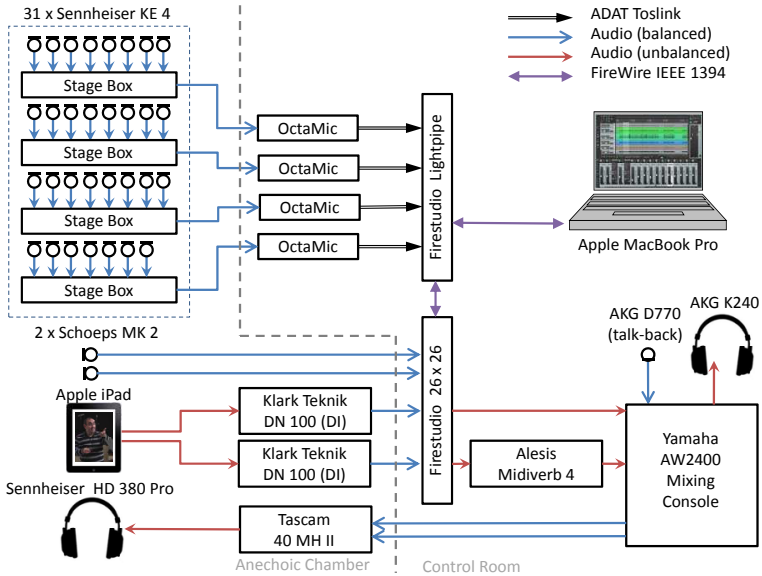 31 x Sennheiser KE 4
ADAT Toslink
Audio (balanced)
Audio (unbalanced)
FireWire IEEE 1394
Stage Box
OctaMic
Stage Box
OctaMic
Stage Box
OctaMic
Stage Box
OctaMic
Firestudio Lightpipe
Apple MacBook Pro
2 x Schoeps MK 2
AKG D770
(talk-back)
AKG K240
Apple iPad
Klark Teknik
DN 100 (DI)
Klark Teknik
DN 100 (DI)
Firestudio 26 x 26
Alesis
Midiverb 4
Yamaha
AW2400
Mixing
Console
Sennheiser HD 380 Pro
Tascam
40 MH II
Anechoic Chamber
Control Room